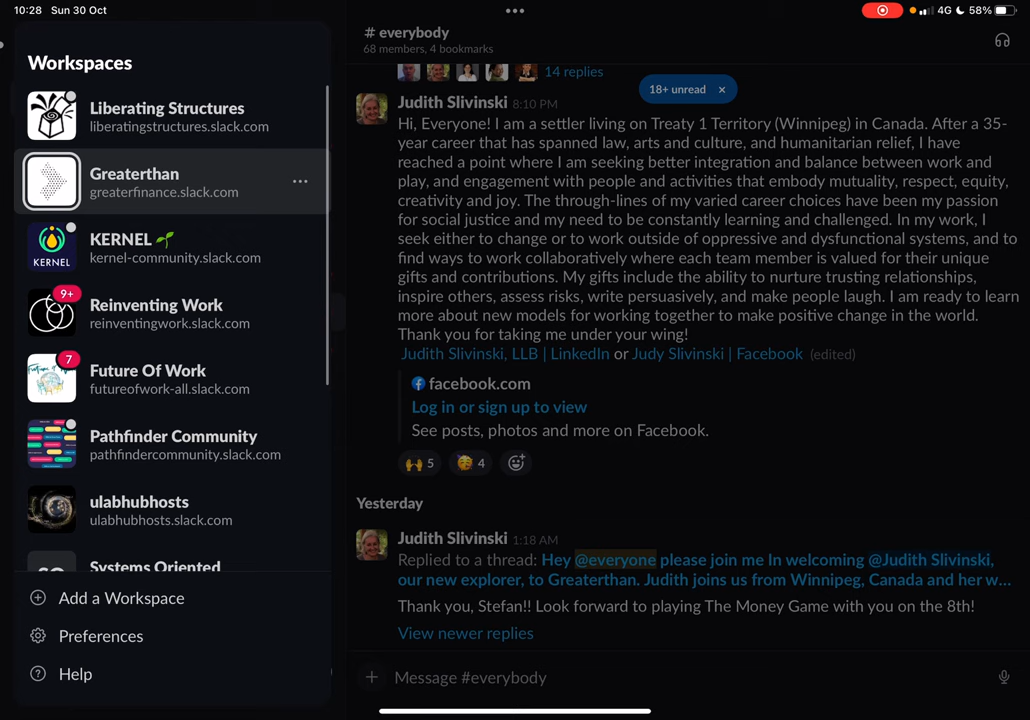 10:28 Sun 30 Oct
4G 58%
Workspaces
Liberating Structures
liberatingstructures.slack.com
Greaterthan
greaterfinance.slack.com
KERNEL 🌱
kernel-community.slack.com
KERNEL
9+
Reinventing Work
reinventingwork.slack.com
7
Future Of Work
futureofwork-all.slack.com
Pathfinder Community
pathfindercommunity.slack.com
ulabhubhosts
ulabhubhosts.slack.com
Systems Oriented
Add a Workspace
Preferences
Help
# everybody
68 members, 4 bookmarks
14 replies
18+ unread ×
Judith Slivinski 8:10 PM
Hi, Everyone! I am a settler living on Treaty 1 Territory (Winnipeg) in Canada. After a 35-
year career that has spanned law, arts and culture, and humanitarian relief, I have
reached a point where I am seeking better integration and balance between work and
play, and engagement with people and activities that embody mutuality, respect, equity,
creativity and joy. The through-lines of my varied career choices have been my passion
for social justice and my need to be constantly learning and challenged. In my work, I
seek either to change or to work outside of oppressive and dysfunctional systems, and to
find ways to work collaboratively where each team member is valued for their unique
gifts and contributions. My gifts include the ability to nurture trusting relationships,
inspire others, assess risks, write persuasively, and make people laugh. I am ready to learn
more about new models for working together to make positive change in the world.
Thank you for taking me under your wing!
Judith Slivinski, LLB | LinkedIn or Judy Slivinski | Facebook (edited)
facebook.com
Log in or sign up to view
See posts, photos and more on Facebook.
🙌 5 🥳 4
Yesterday
Judith Slivinski 1:18 AM
Replied to a thread: Hey @everyone please join me In welcoming @Judith Slivinski,
our new explorer, to Greaterthan. Judith joins us from Winnipeg, Canada and her w...
Thank you, Stefan!! Look forward to playing The Money Game with you on the 8th!
View newer replies
Message #everybody